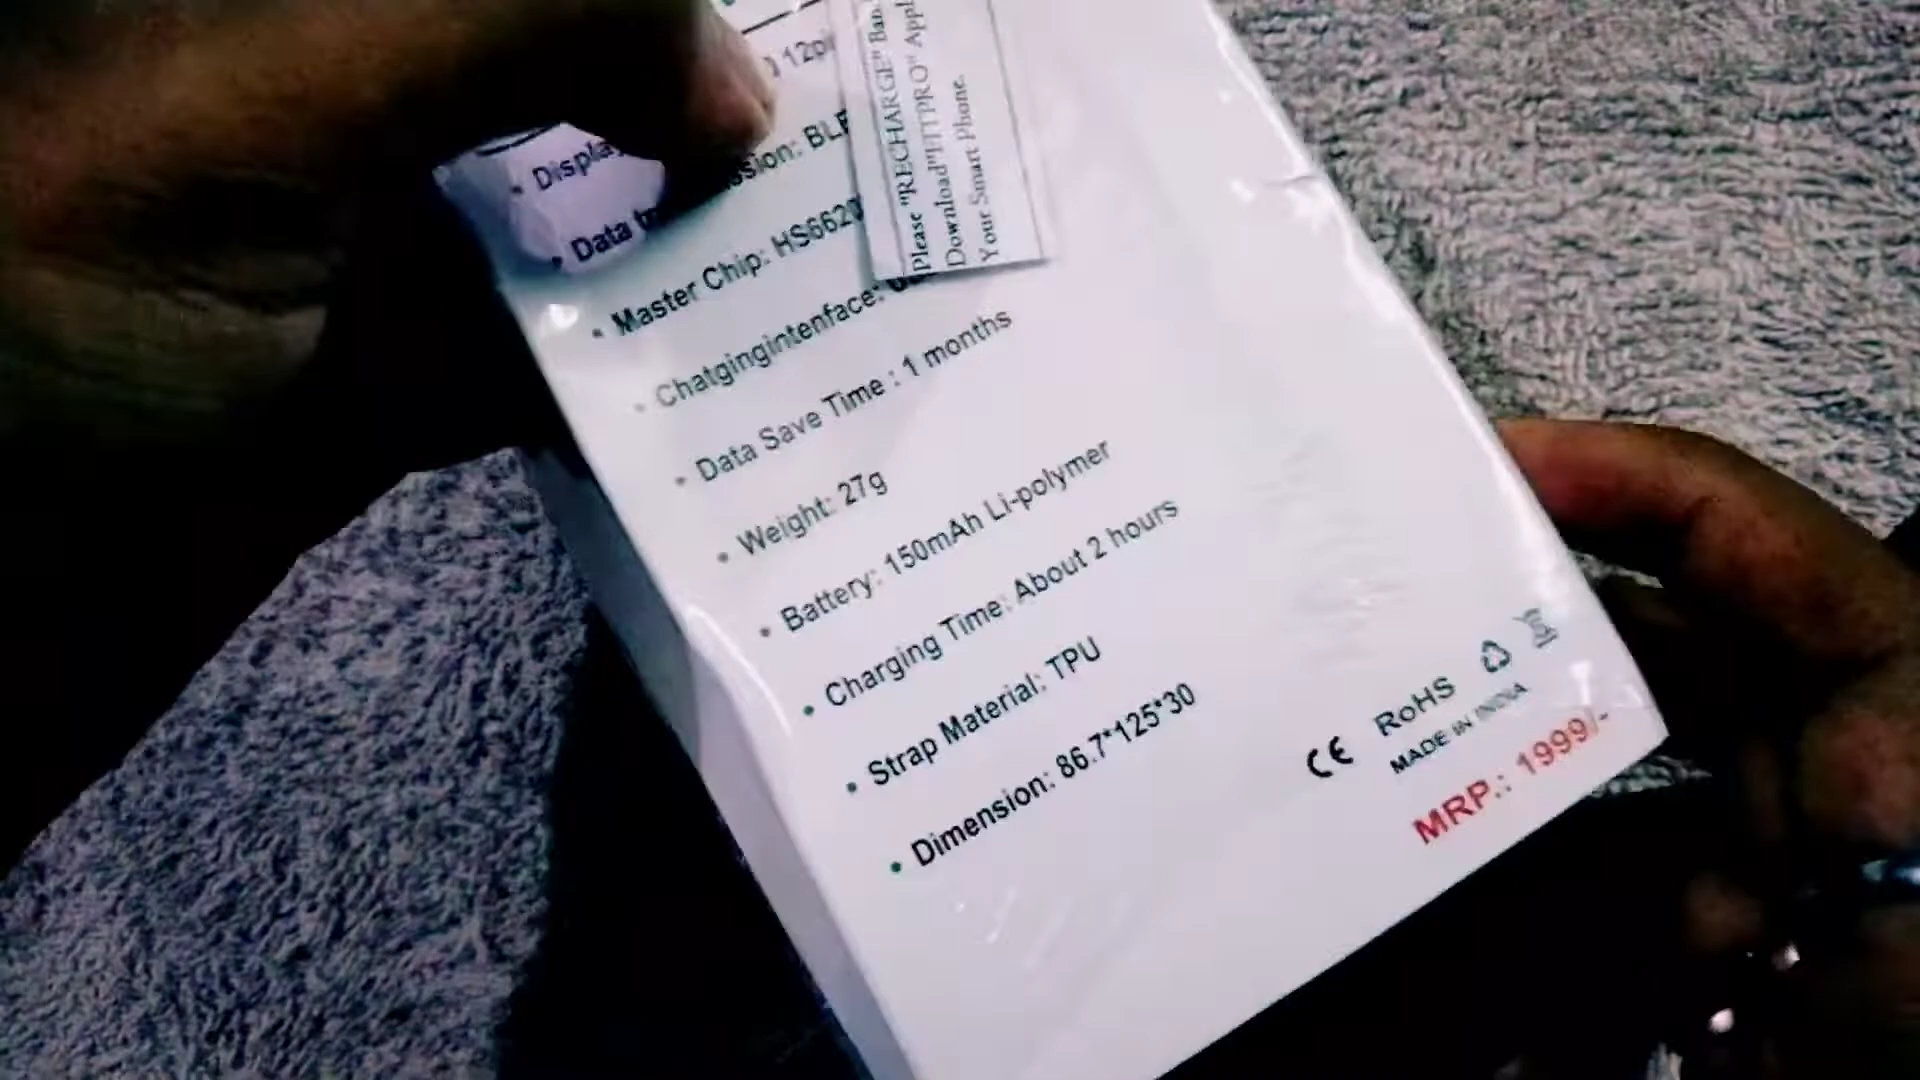 12pi
• Display
• Data ssion: BLE
• Master Chip: HS6620
• Chatgingintenface:
• Data Save Time : 1 months
• Weight: 27g
• Battery: 150mAh Li-polymer
• Charging Time: About 2 hours
• Strap Material: TPU
• Dimension: 86.7*125*30
Please "RECHARGE" Ban
Download"FITPRO" Appl
Your Smart Phone.
CE RoHS
MADE IN INDIA
MRP.: 1999/-